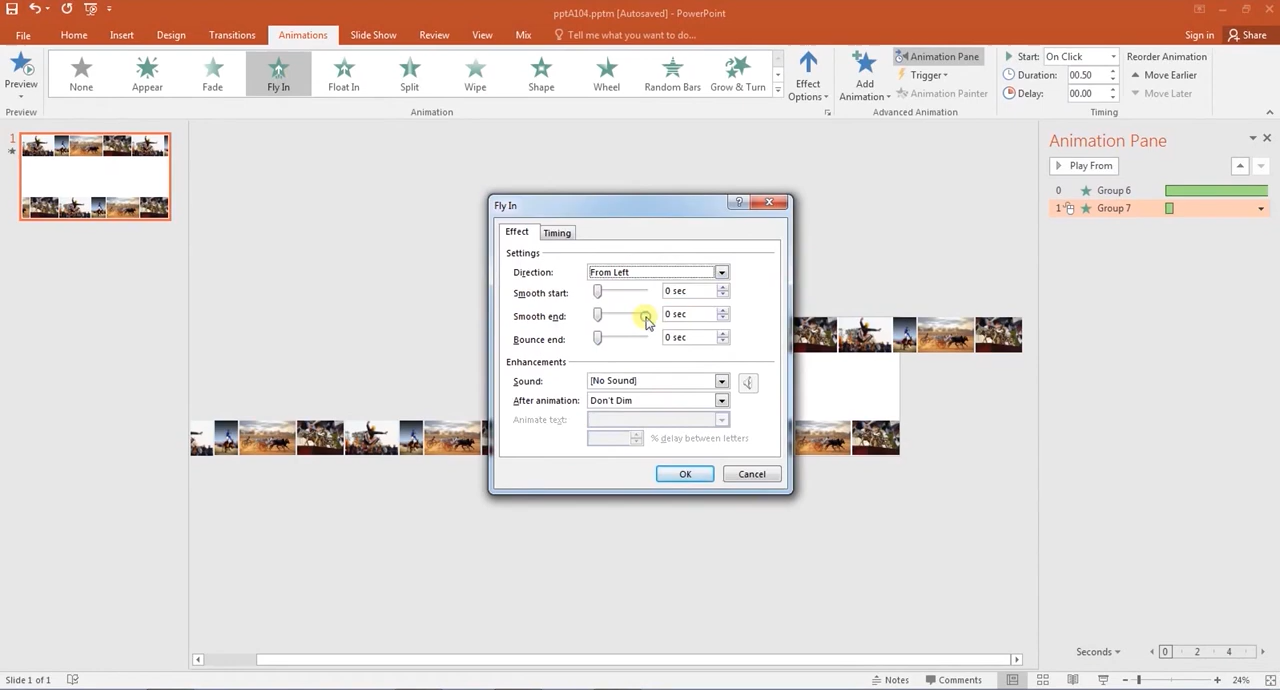 pptA104.pptm [Autosaved] - PowerPoint
File Home Insert Design Transitions Animations Slide Show Review View Mix Tell me what you want to do... Sign in Share
Preview
None Appear Fade Fly In Float In Split Wipe Shape Wheel Random Bars Grow & Turn
Effect Options
Add Animation
Animation Pane
Trigger
Animation Painter
Start: On Click
Duration: 00.50
Delay: 00.00
Reorder Animation
Move Earlier
Move Later
Preview Animation Advanced Animation Timing
1
Fly In
Effect Timing
Settings
Direction: From Left
Smooth start: 0 sec
Smooth end: 0 sec
Bounce end: 0 sec
Enhancements
Sound: [No Sound]
After animation: Don't Dim
Animate text:
% delay between letters
OK Cancel
Animation Pane
Play From
0 Group 6
1 Group 7
Seconds 0 2 4
Slide 1 of 1 Notes Comments 24%